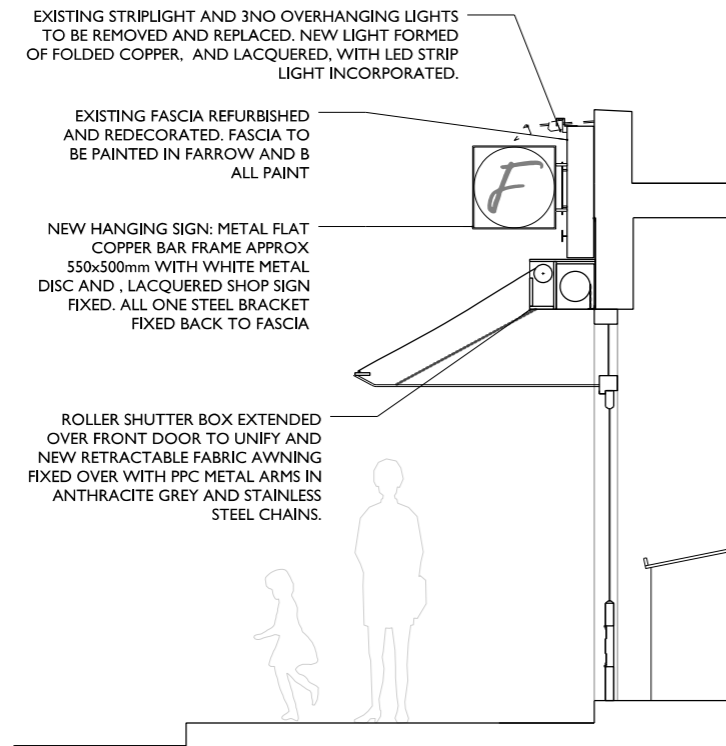 EXISTING STRIPLIGHT AND 3NO OVERHANGING LIGHTS
TO BE REMOVED AND REPLACED. NEW LIGHT FORMED
OF FOLDED COPPER, AND LACQUERED, WITH LED STRIP
LIGHT INCORPORATED.
EXISTING FASCIA REFURBISHED
AND REDECORATED. FASCIA TO
BE PAINTED IN FARROW AND B
ALL PAINT
F
NEW HANGING SIGN: METAL FLAT
COPPER BAR FRAME APPROX
550x500mm WITH WHITE METAL
DISC AND , LACQUERED SHOP SIGN
FIXED. ALL ONE STEEL BRACKET
FIXED BACK TO FASCIA
ROLLER SHUTTER BOX EXTENDED
OVER FRONT DOOR TO UNIFY AND
NEW RETRACTABLE FABRIC AWNING
FIXED OVER WITH PPC METAL ARMS IN
ANTHRACITE GREY AND STAINLESS
STEEL CHAINS.